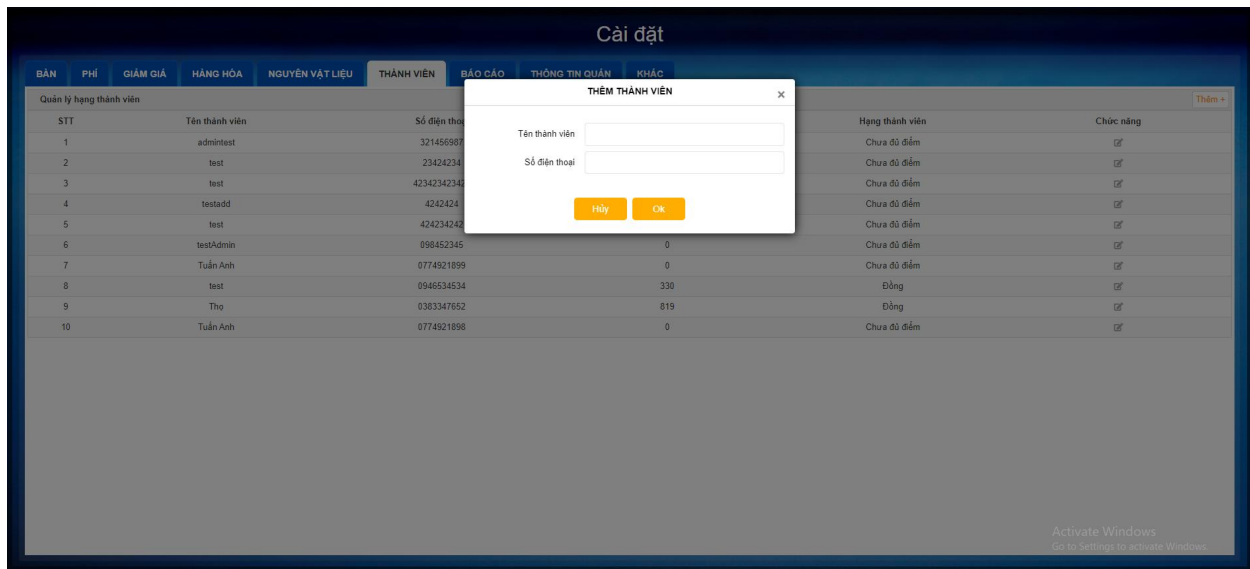 Cài đặt
BÀN PHÍ GIẢM GIÁ HÀNG HÓA NGUYÊN VẬT LIỆU THÀNH VIÊN BÁO CÁO THÔNG TIN QUÁN KHÁC
THÊM THÀNH VIÊN ×
Tên thành viên
Số điện thoại
Hủy Ok
Quản lý hạng thành viên Thêm +
STT Tên thành viên Số điện Hạng thành viên Chức năng
1 admintest 321456987 Chưa đủ điểm
2 test 23424234 Chưa đủ điểm
3 test 42342342342 Chưa đủ điểm
4 testadd 4242424 Chưa đủ điểm
5 test 424234242 Chưa đủ điểm
6 testAdmin 098452345 0 Chưa đủ điểm
7 Tuấn Anh 0774921899 0 Chưa đủ điểm
8 test 0946534534 330 Đồng
9 Thọ 0383347652 819 Đồng
10 Tuấn Anh 0774921898 0 Chưa đủ điểm
Activate Windows
Go to Settings to activate Windows.